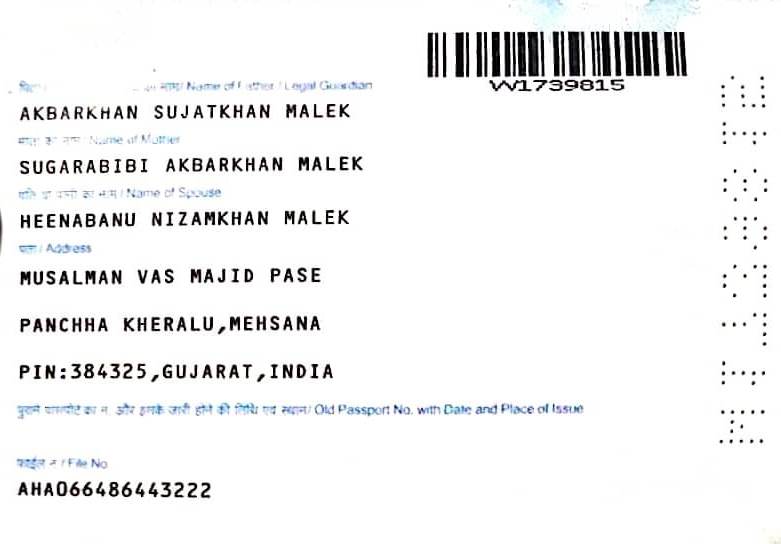 W1739815
पिता का नाम / Name of Father / Legal Guardian
AKBARKHAN SUJATKHAN MALEK
माता का नाम / Name of Mother
SUGARABIBI AKBARKHAN MALEK
पति या पत्नी का नाम / Name of Spouse
HEENABANU NIZAMKHAN MALEK
पता / Address
MUSALMAN VAS MAJID PASE
PANCHHA KHERALU,MEHSANA
PIN:384325,GUJARAT,INDIA
पुराने पासपोर्ट का न. और इसके जारी होने की तिथि एवं स्थान/ Old Passport No. with Date and Place of Issue
फाईल न / File No
AHA066486443222